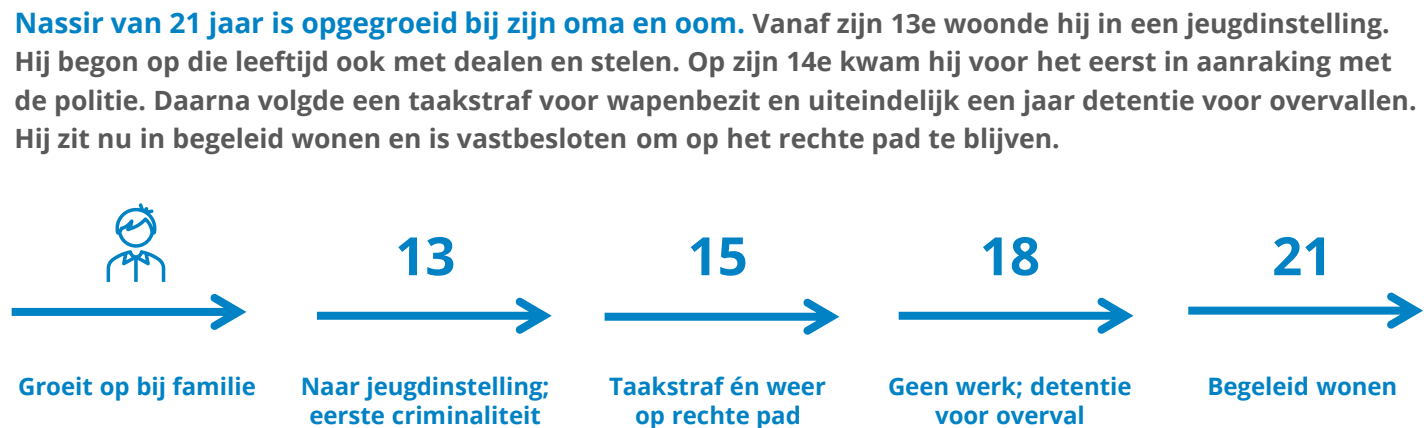 Nassir van 21 jaar is opgegroeid bij zijn oma en oom. Vanaf zijn 13e woonde hij in een jeugdinstelling.
Hij begon op die leeftijd ook met dealen en stelen. Op zijn 14e kwam hij voor het eerst in aanraking met
de politie. Daarna volgde een taakstraf voor wapenbezit en uiteindelijk een jaar detentie voor overvallen.
Hij zit nu in begeleid wonen en is vastbesloten om op het rechte pad te blijven.
Groeit op bij familie
13
Naar jeugdinstelling;
eerste criminaliteit
15
Taakstraf én weer
op rechte pad
18
Geen werk; detentie
voor overval
21
Begeleid wonen